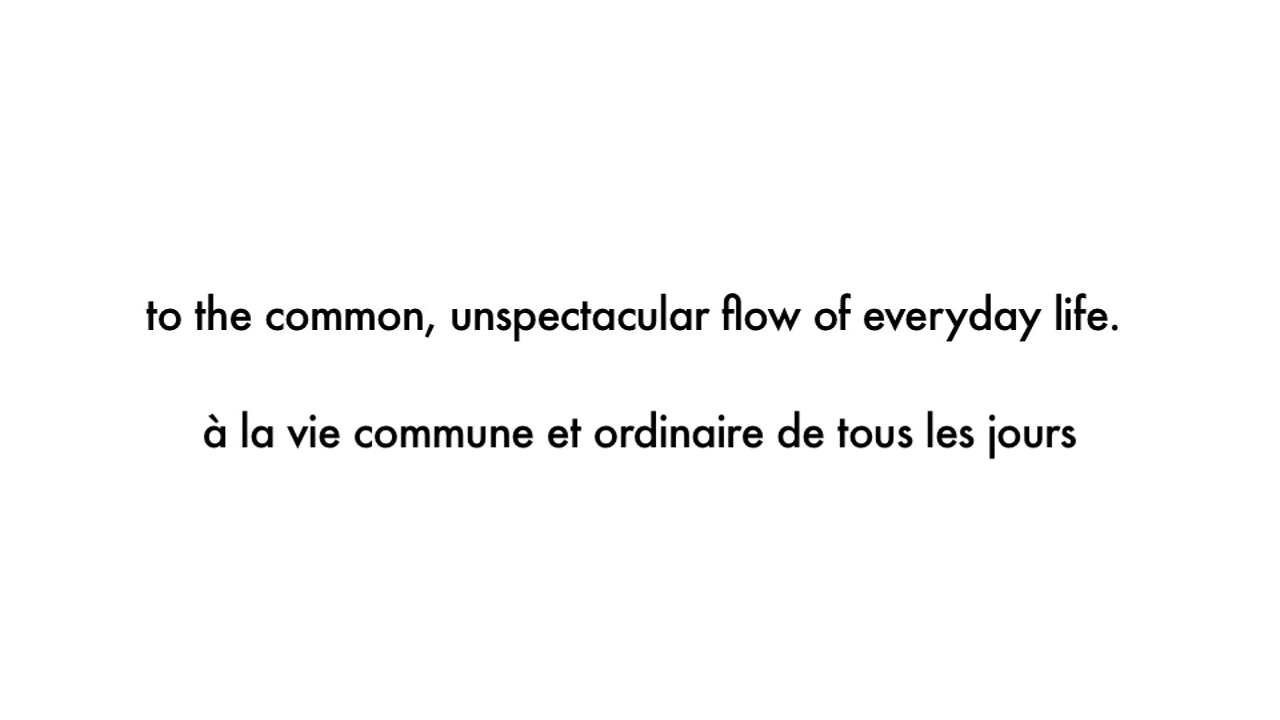 to the common, unspectacular flow of everyday life.
à la vie commune et ordinaire de tous les jours